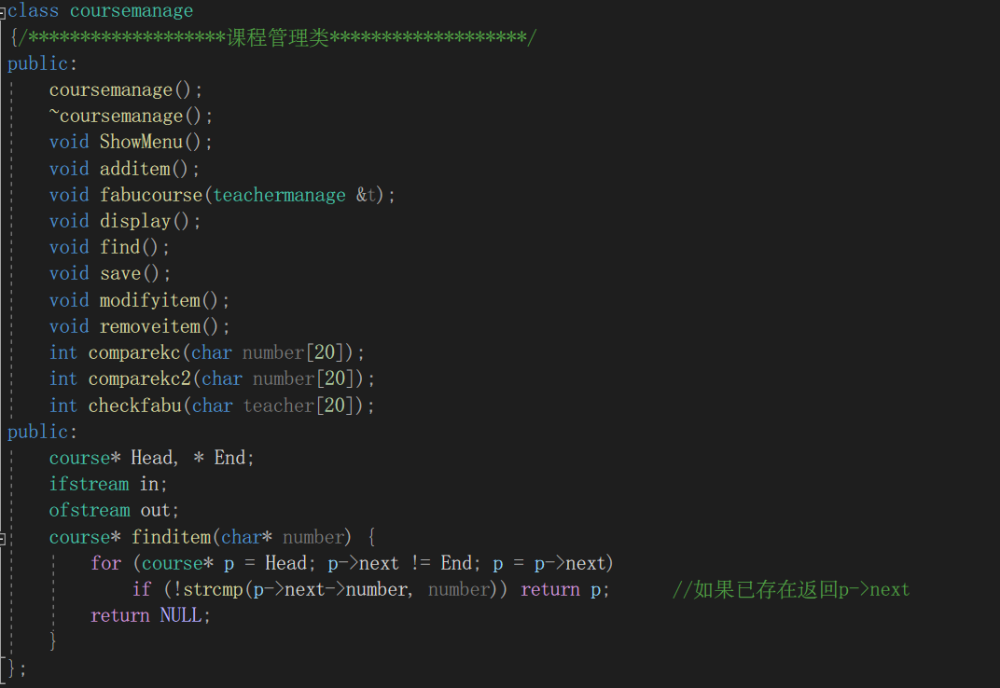 class coursemanage
{/*******************课程管理类*******************/
public:
    coursemanage();
    ~coursemanage();
    void ShowMenu();
    void additem();
    void fabucourse(teachermanage &t);
    void display();
    void find();
    void save();
    void modifyitem();
    void removeitem();
    int comparekc(char number[20]);
    int comparekc2(char number[20]);
    int checkfabu(char teacher[20]);
public:
    course* Head, * End;
    ifstream in;
    ofstream out;
    course* finditem(char* number) {
        for (course* p = Head; p->next != End; p = p->next)
            if (!strcmp(p->next->number, number)) return p;      //如果已存在返回p->next
        return NULL;
    }
};